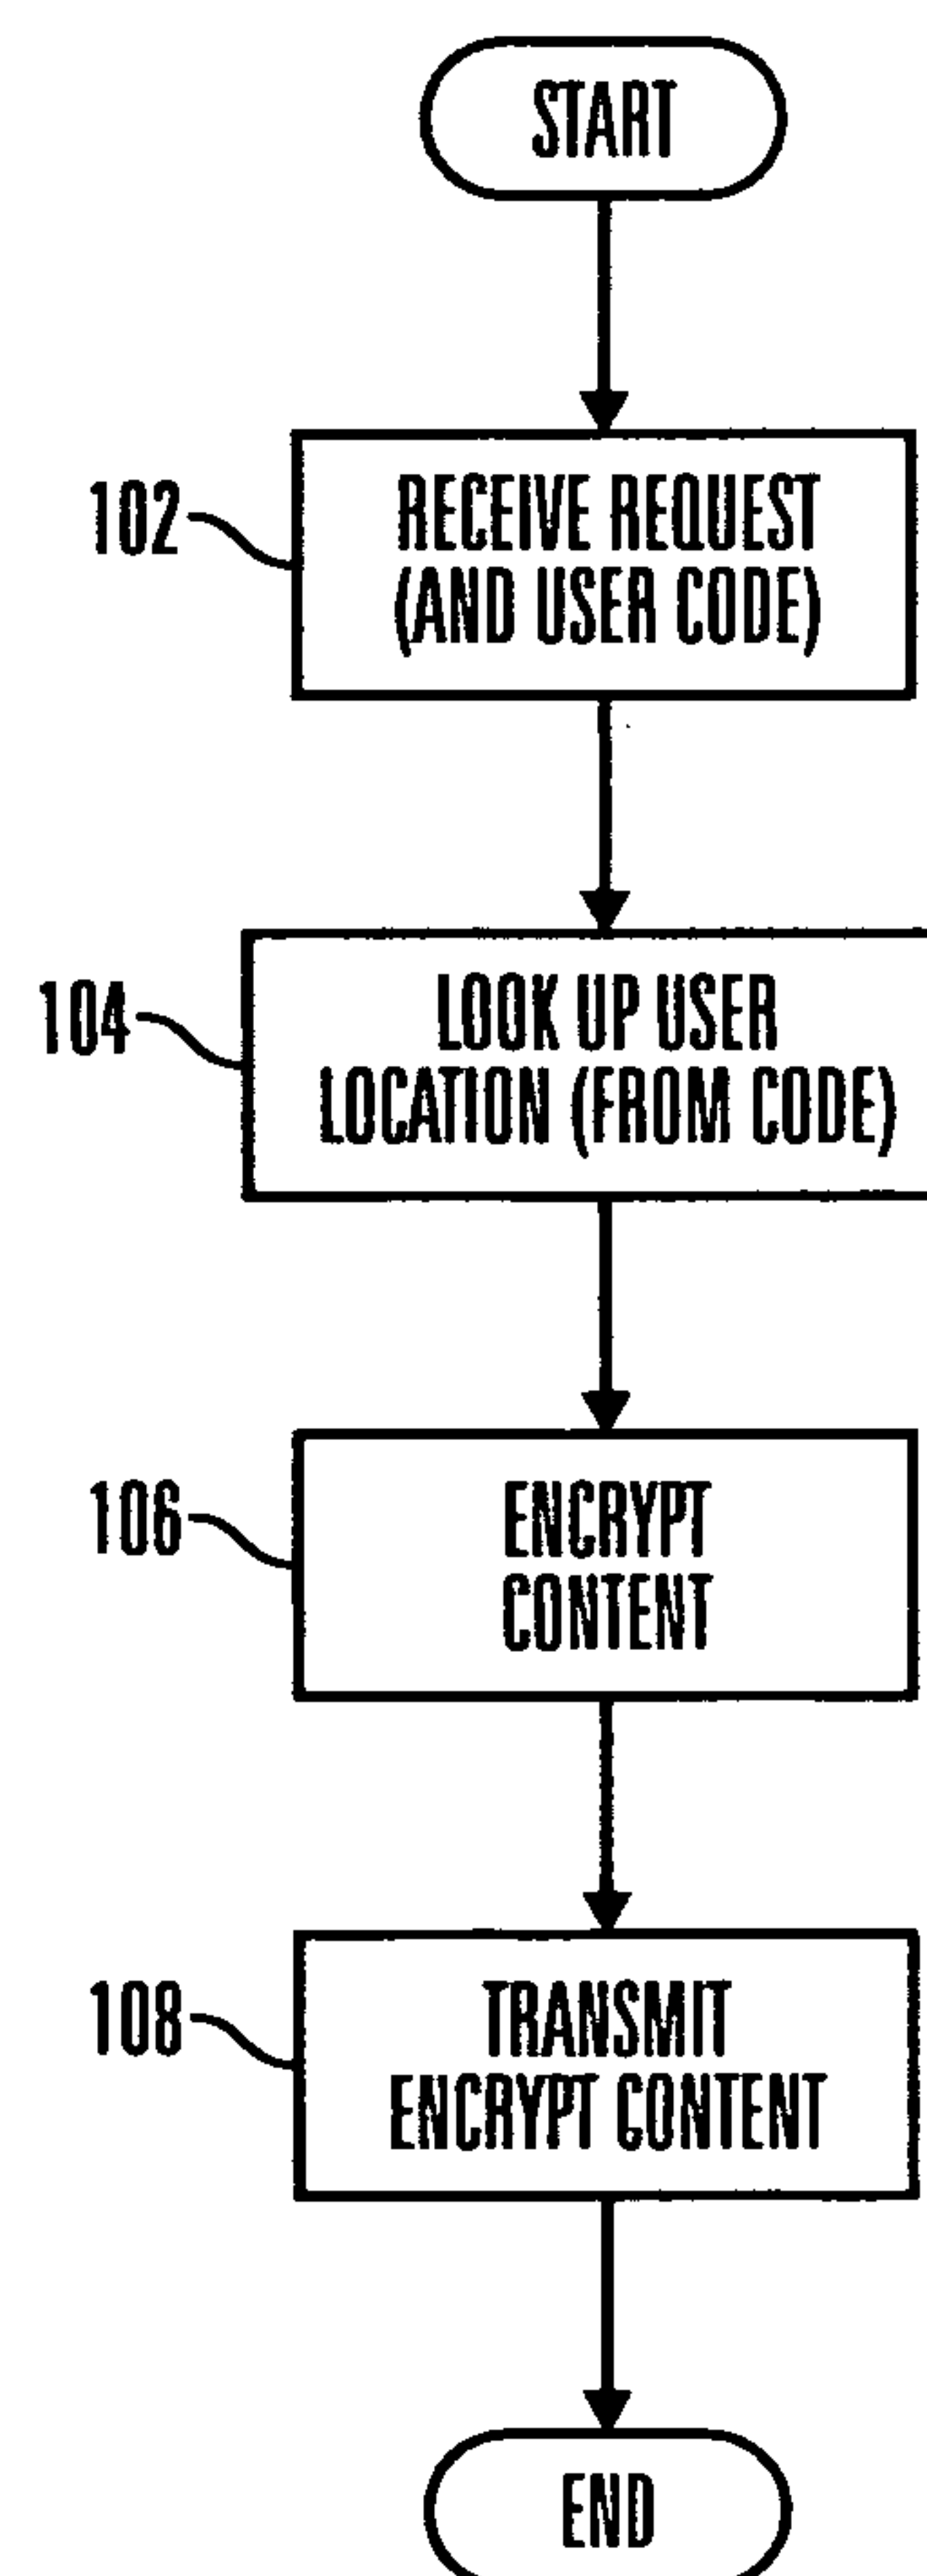 START
102
RECEIVE REQUEST
(AND USER CODE)
104
LOOK UP USER
LOCATION (FROM CODE)
106
ENCRYPT
CONTENT
108
TRANSMIT
ENCRYPT CONTENT
END